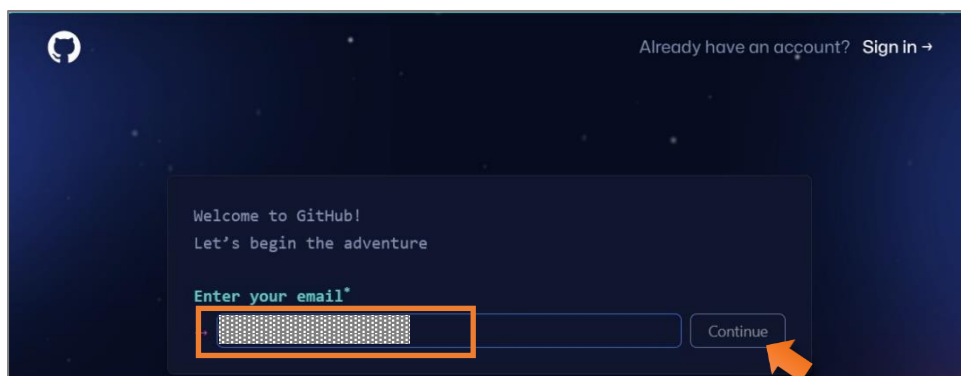 Already have an account? Sign in →
Welcome to GitHub!
Let's begin the adventure
Enter your email*
→
Continue